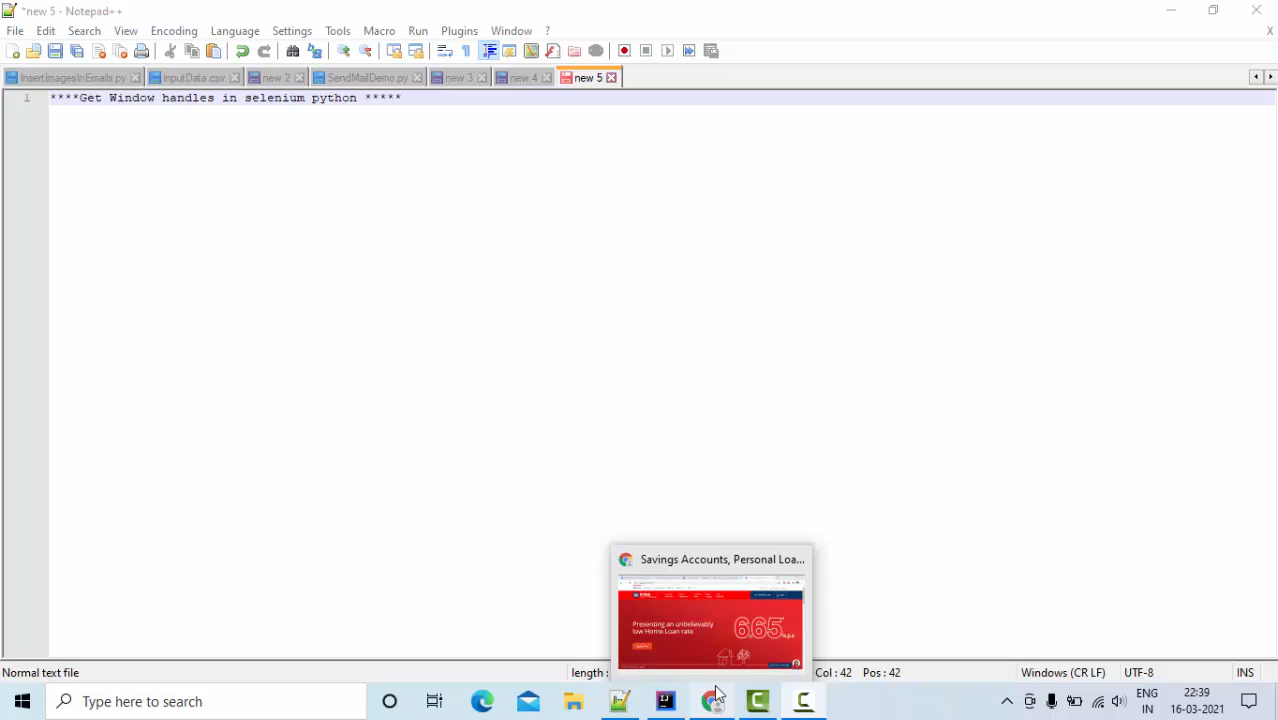 *new 5 - Notepad++
File Edit Search View Encoding Language Settings Tools Macro Run Plugins Window ?
X
insertImagesInEmails.py inputData.csv new 2 SendMailDemo.py new 3 new 4 new 5
1 ****Get Window handles in selenium python *****
Savings Accounts, Personal Loa...
Presenting an unbelievably
low Home Loan rate
6.65
Normal text file length : Col : 42 Pos : 42 Windows (CR LF) UTF-8 INS
Type here to search
ENG
IN
22:39
16-03-2021